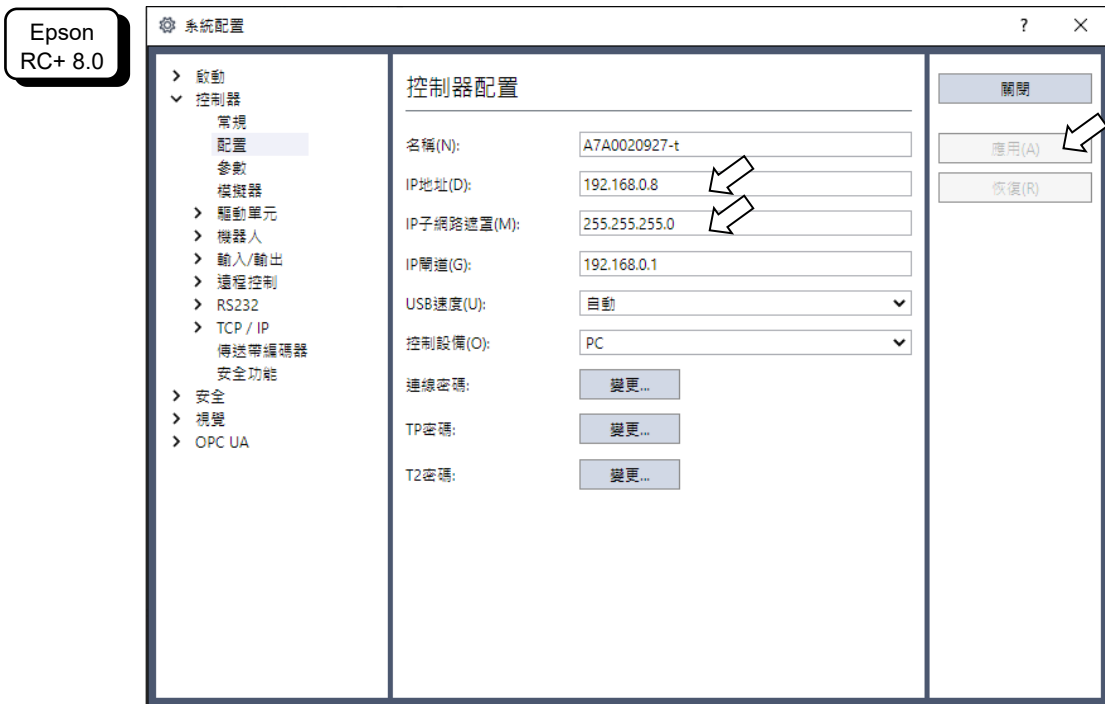 Epson
RC+ 8.0
系統配置
?
啟動
控制器
常規
配置
參數
模擬器
驅動單元
機器人
輸入/輸出
遠程控制
RS232
TCP / IP
傳送帶編碼器
安全功能
安全
視覺
OPC UA
控制器配置
名稱(N): A7A0020927-t
IP地址(D): 192.168.0.8
IP子網路遮罩(M): 255.255.255.0
IP閘道(G): 192.168.0.1
USB速度(U): 自動
控制設備(O): PC
連線密碼: 變更...
TP密碼: 變更...
T2密碼: 變更...
關閉
應用(A)
恢復(R)